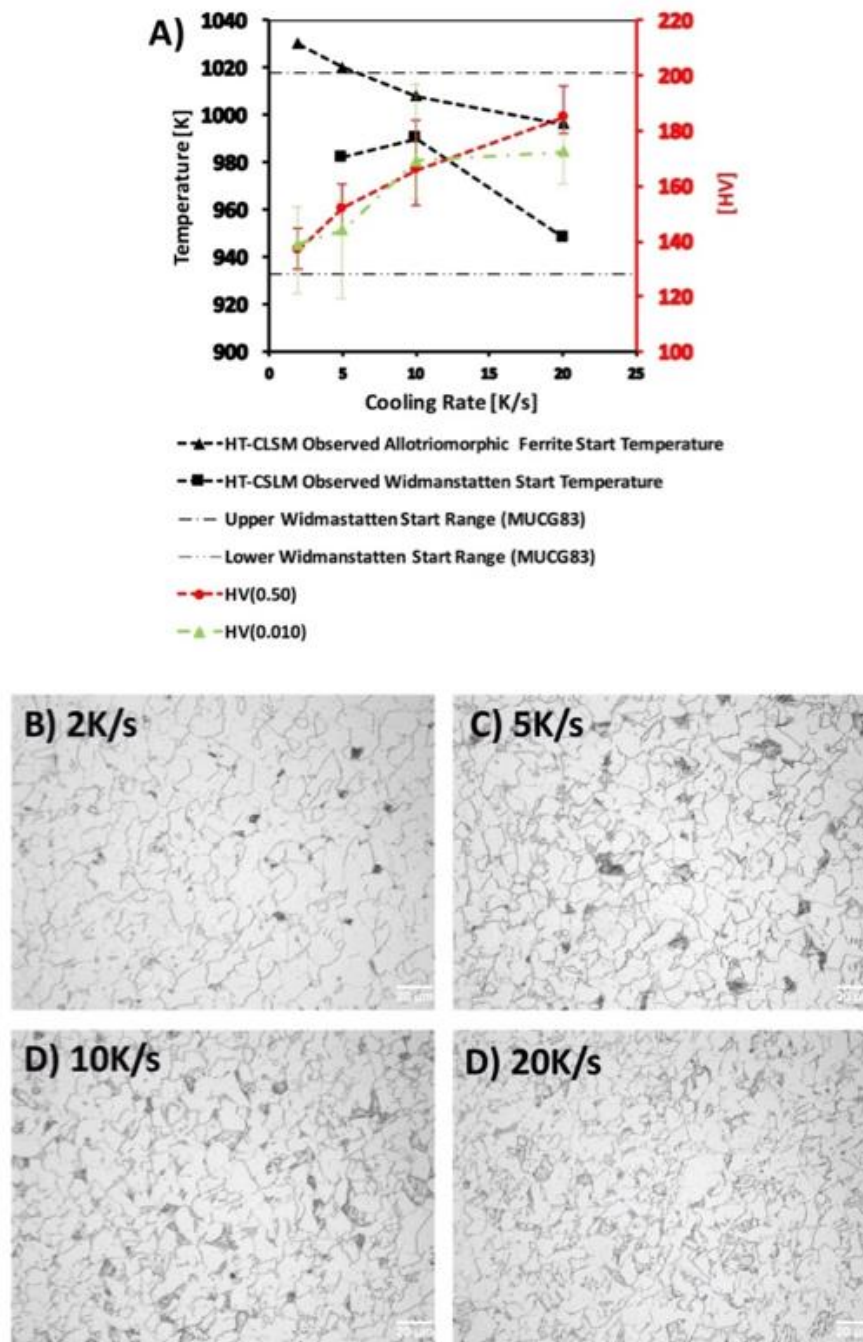 A)
1040
1020
1000
980
960
940
920
900
Temperature [K]
220
200
180
160
140
120
100
[HV]
0 5 10 15 20 25
Cooling Rate [K/s]
HT-CLSM Observed Allotriomorphic Ferrite Start Temperature
HT-CSLM Observed Widmanstatten Start Temperature
Upper Widmastatten Start Range (MUCG83)
Lower Widmanstatten Start Range (MUCG83)
HV(0.50)
HV(0.010)
B) 2K/s
C) 5K/s
D) 10K/s
D) 20K/s